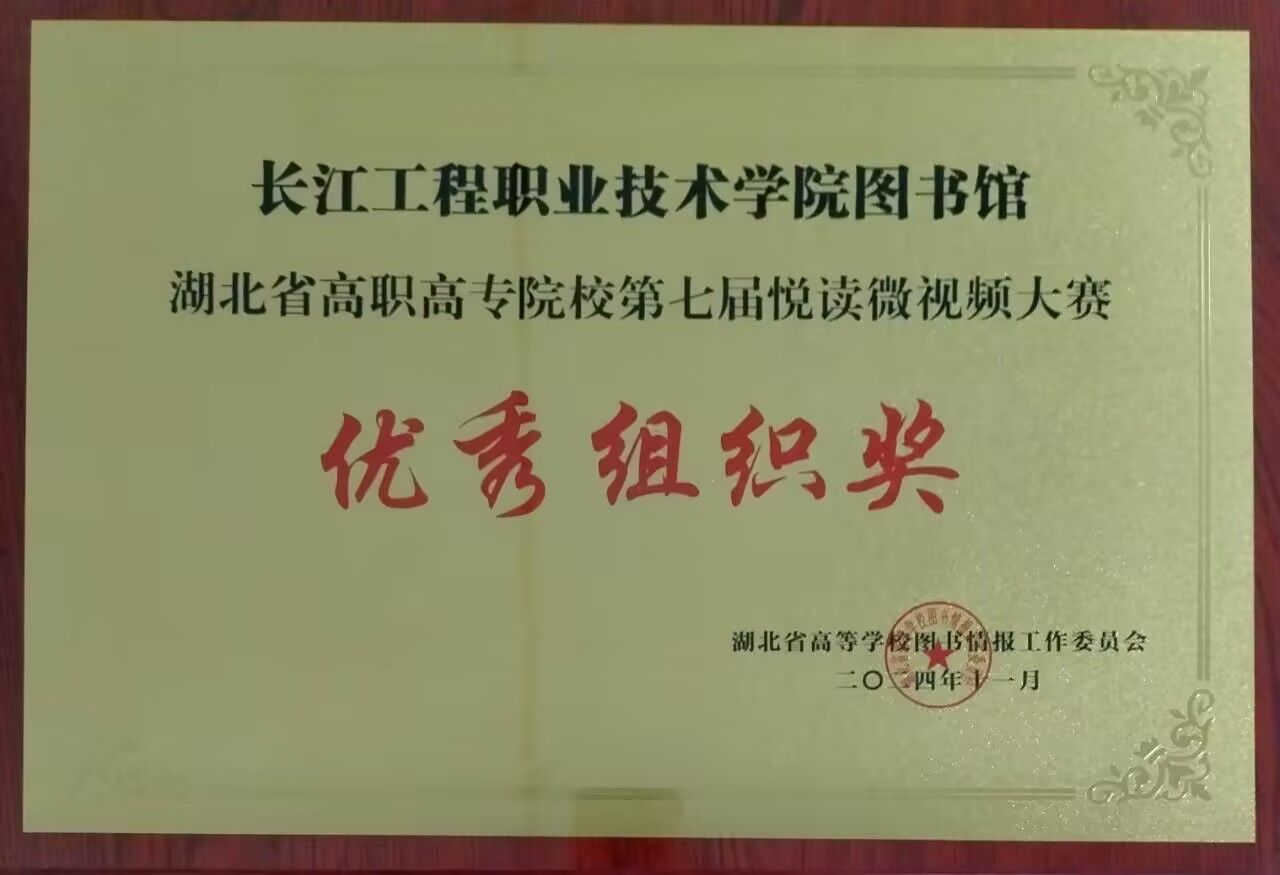 长江工程职业技术学院图书馆
湖北省高职高专院校第七届悦读微视频大赛
优秀组织奖
湖北省高等学校图书情报工作委员会
二〇二四年十一月